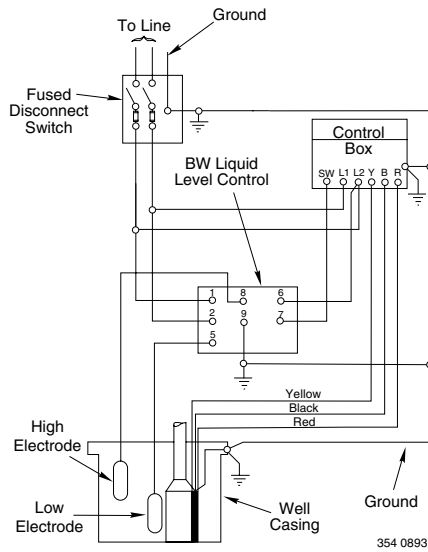 To Line
Ground
Fused
Disconnect
Switch
Control
Box
BW Liquid
Level Control
SW L1 L2 Y B R
1 8 6
2 9 7
5
Yellow
Black
Red
High
Electrode
Low
Electrode
Well
Casing
Ground
354 0893